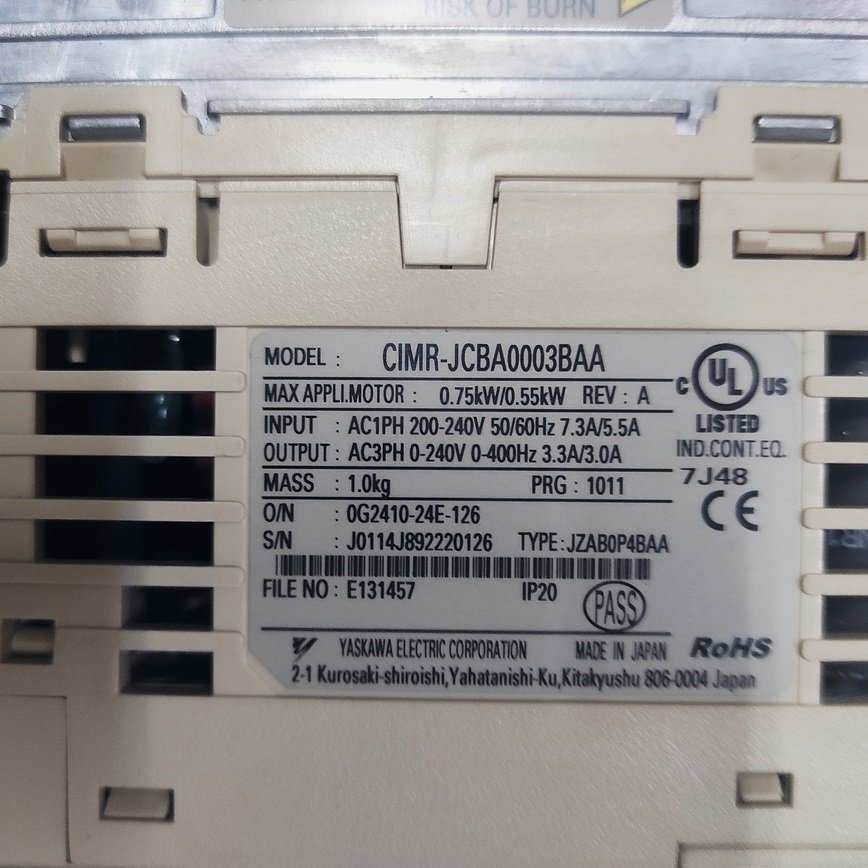 RISK OF BURN
MODEL : CIMR-JCBA0003BAA
MAX APPLI.MOTOR : 0.75kW/0.55kW REV : A
INPUT : AC1PH 200-240V 50/60Hz 7.3A/5.5A
OUTPUT : AC3PH 0-240V 0-400Hz 3.3A/3.0A
MASS : 1.0kg PRG : 1011
O/N : 0G2410-24E-126
S/N : J0114J892220126 TYPE : JZAB0P4BAA
FILE NO : E131457 IP20 PASS
YASKAWA ELECTRIC CORPORATION MADE IN JAPAN RoHS
2-1 Kurosaki-shiroishi,Yahatanishi-Ku,Kitakyushu 806-0004 Japan
C UL US
LISTED
IND.CONT.EQ.
7J48
CE